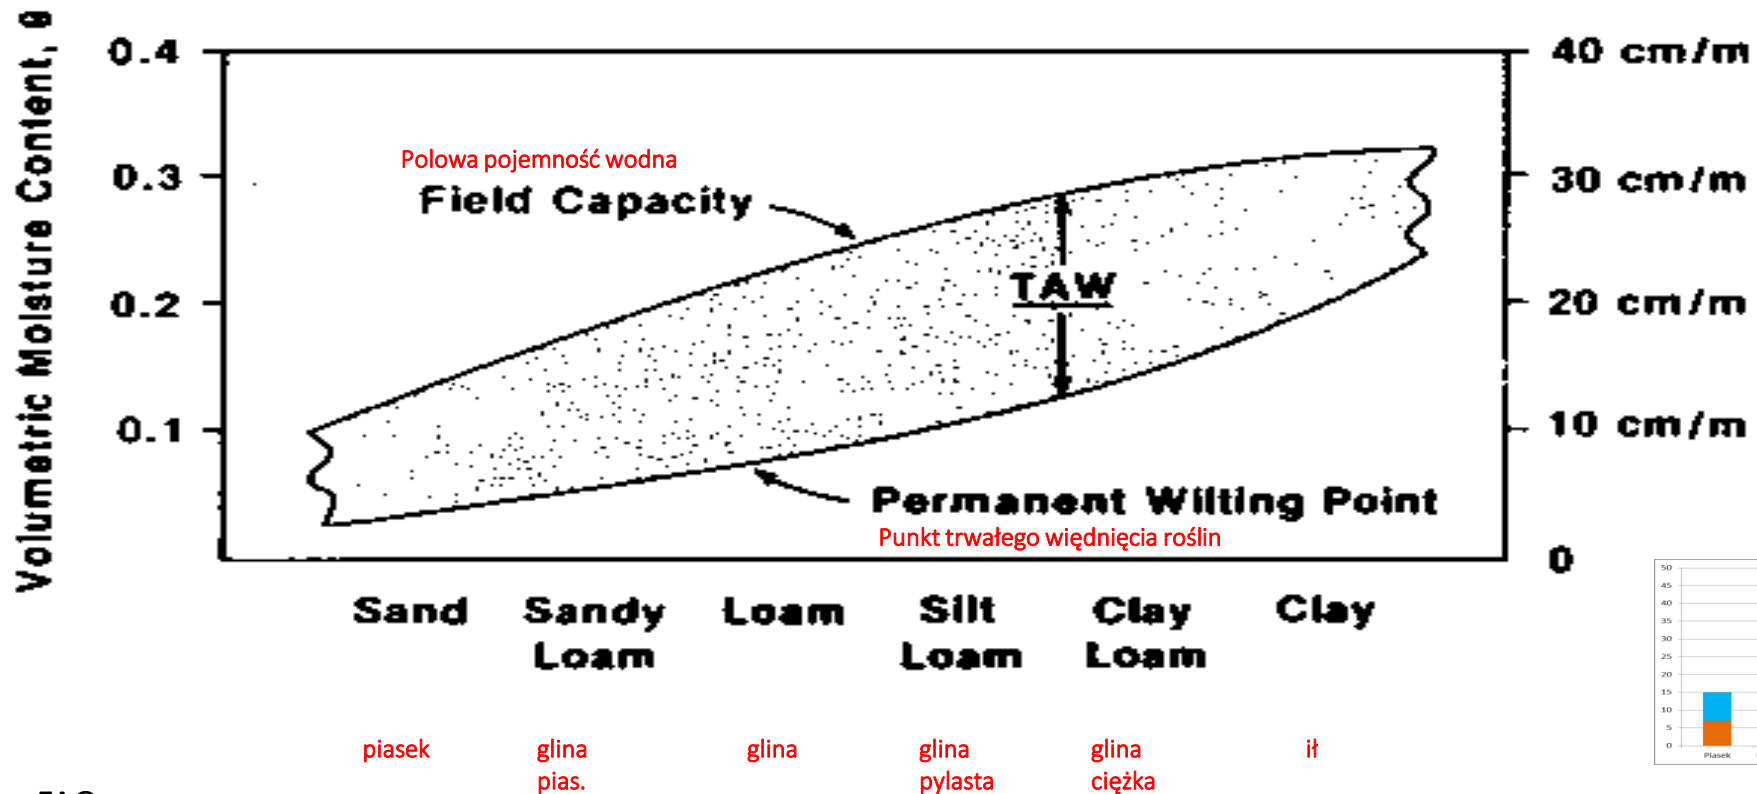 Volumetric Moisture Content, θ
0.4
0.3
0.2
0.1
40 cm/m
30 cm/m
20 cm/m
10 cm/m
0
Polowa pojemność wodna
Field Capacity
TAW
Permanent Wilting Point
Punkt trwałego więdnięcia roślin
Sand
Sandy
Loam
Loam
Silt
Loam
Clay
Loam
Clay
piasek
glina
pias.
glina
glina
pylasta
glina
ciężka
ił
50
45
40
35
30
25
20
15
10
5
0
Piasek